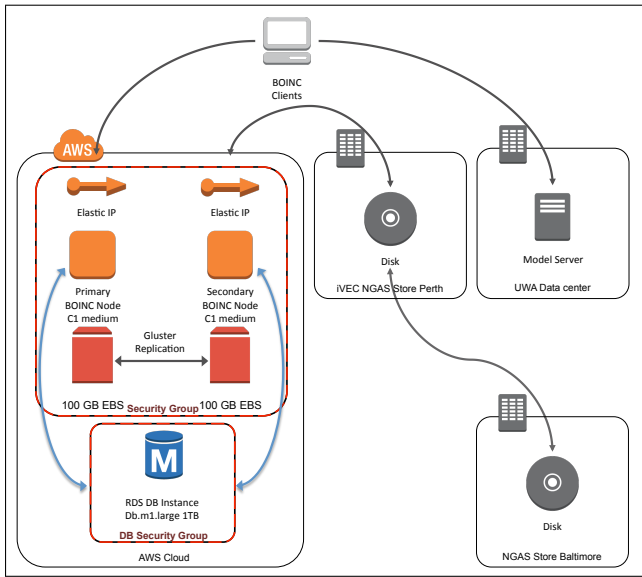 BOINC
Clients
AWS
Elastic IP
Elastic IP
Primary
BOINC Node
C1 medium
Secondary
BOINC Node
C1 medium
Gluster
Replication
100 GB EBS
Security Group
100 GB EBS
M
RDS DB Instance
Db.m1.large 1TB
DB Security Group
AWS Cloud
Disk
iVEC NGAS Store Perth
Model Server
UWA Data center
Disk
NGAS Store Baltimore